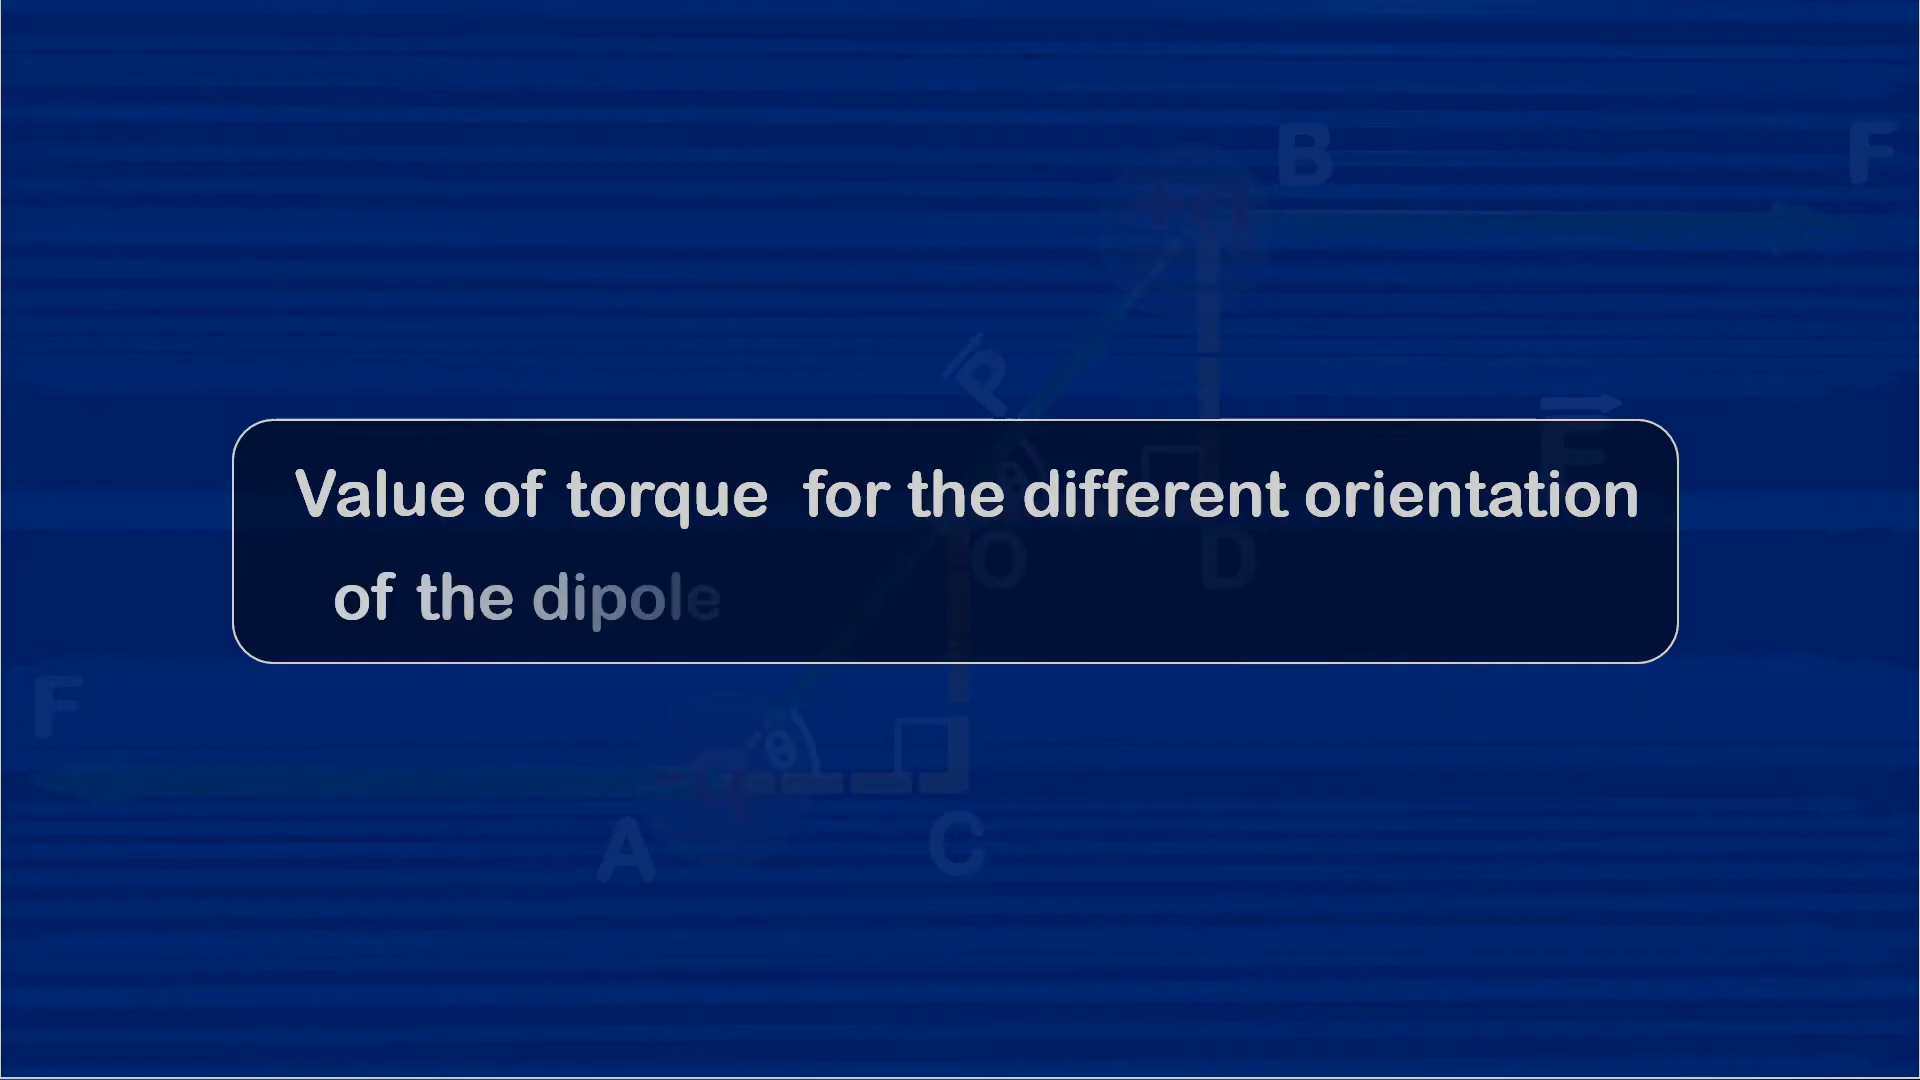 B
F
P
E
Value of torque for the different orientation
O
D
of the dipole
F
θ
A
C